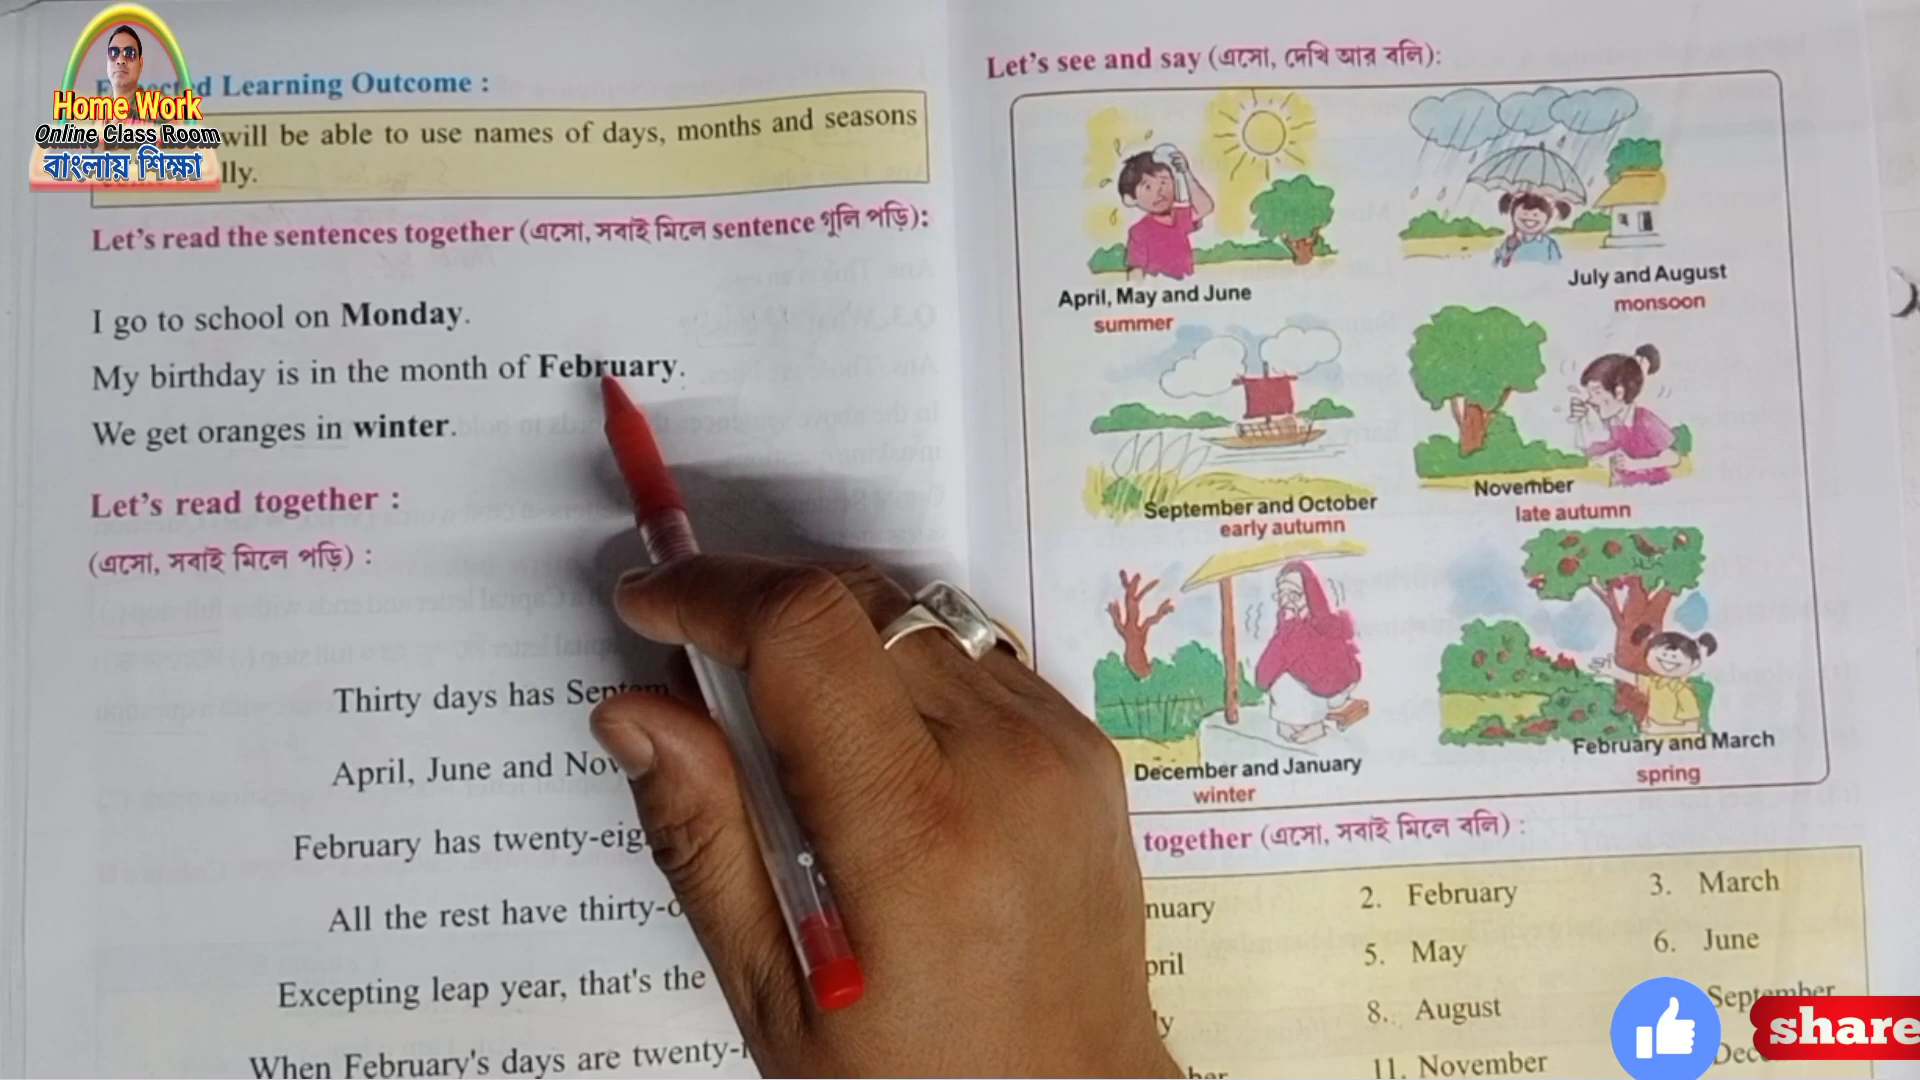 Home Work
Online Class Room
বাংলায় শিক্ষা
Learning Outcome :
will be able to use names of days, months and seasons
lly.
Let's read the sentences together (এসো, সবাই মিলে sentence গুলি পড়ি):
I go to school on Monday.
My birthday is in the month of February.
We get oranges in winter.
Let's read together :
(এসো, সবাই মিলে পড়ি) :
Thirty days has Septem
April, June and Nov
February has twenty-eig
All the rest have thirty-o
Excepting leap year, that's the
When February's days are twenty-
Let's see and say (এসো, দেখি আর বলি):
April, May and June
summer
July and August
monsoon
September and October
early autumn
November
late autumn
December and January
winter
February and March
spring
together (এসো, সবাই মিলে বলি) :
nuary 2. February 3. March
pril 5. May 6. June
ly 8. August September
ber 11. November Dec
share